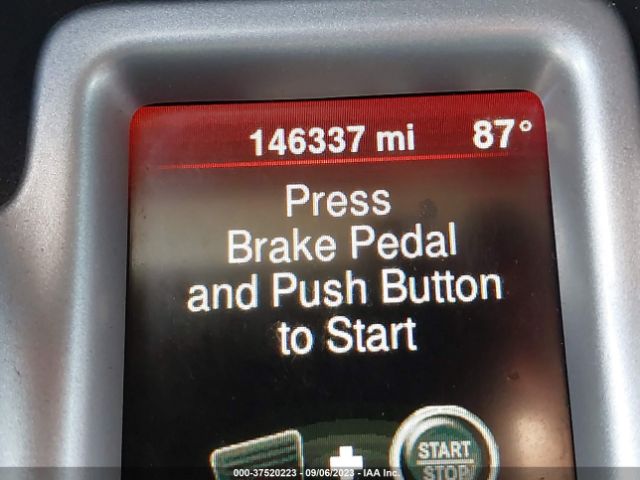 146337 mi 87°
Press
Brake Pedal
and Push Button
to Start
START
STOP
000-37520223 - 09/06/2023 - IAA Inc.